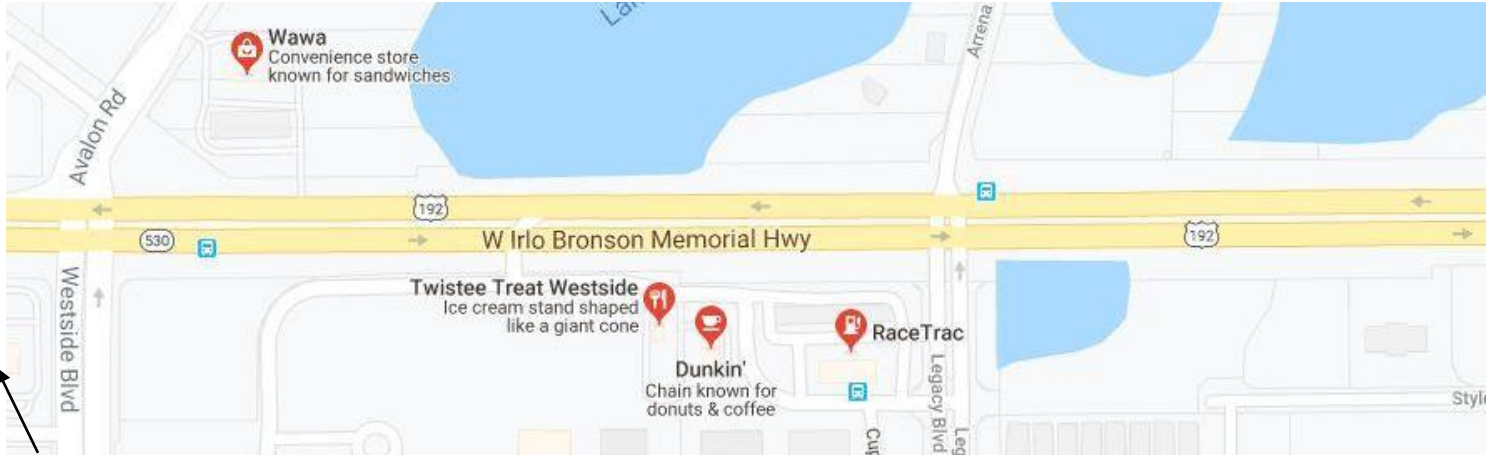 Wawa
Convenience store
known for sandwiches
Avalon Rd
192
530
W Irlo Bronson Memorial Hwy
192
Westside Blvd
Twistee Treat Westside
Ice cream stand shaped
like a giant cone
Dunkin'
Chain known for
donuts & coffee
RaceTrac
Legacy Blvd
Arrena
Style
Cup
Leg